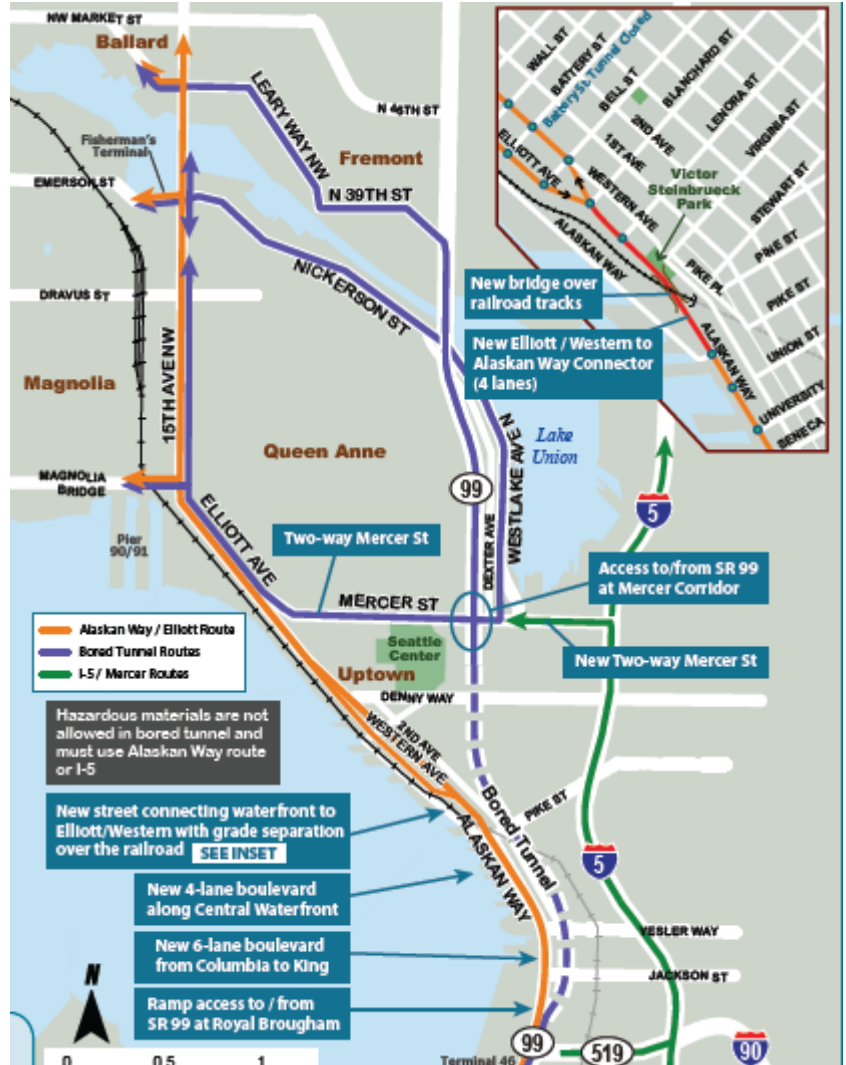 NW MARKET ST
Ballard
LEARY WAY NW
N 46TH ST
Fisherman's
Terminal
Fremont
EMERSON ST
N 39TH ST
NICKERSON ST
DRAVUS ST
15TH AVE NW
Magnolia
Queen Anne
MAGNOLIA
BRIDGE
Pier
90/91
ELLIOTT AVE
99
DEXTER AVE
WESTLAKE AVE N
Lake
Union
5
Two-way Mercer St
MERCER ST
Access to/from SR 99
at Mercer Corridor
New Two-way Mercer St
Seattle
Center
Uptown
DENNY WAY
2ND AVE
WESTERN AVE
Alaskan Way / Elliott Route
Bored Tunnel Routes
I-5 / Mercer Routes
Hazardous materials are not
allowed in bored tunnel and
must use Alaskan Way route
or I-5
New street connecting waterfront to
Elliott/Western with grade separation
over the railroad SEE INSET
New 4-lane boulevard
along Central Waterfront
New 6-lane boulevard
from Columbia to King
Ramp access to / from
SR 99 at Royal Brougham
ALASKAN WAY
Bored Tunnel
PIKE ST
5
YESLER WAY
JACKSON ST
99
519
90
Terminal 46
N
0 0.5 1
WALL ST
BATTERY ST
Battery St. Tunnel Closed
BELL ST
BLANCHARD ST
LENORA ST
VIRGINIA ST
2ND AVE
1ST AVE
ELLIOTT AVE
WESTERN AVE
Victor
Steinbrueck
Park
STEWART ST
ALASKAN WAY
PINE ST
PIKE PL
PIKE ST
New bridge over
railroad tracks
New Elliott / Western to
Alaskan Way Connector
(4 lanes)
UNION ST
ALASKAN WAY
UNIVERSITY
SENECA